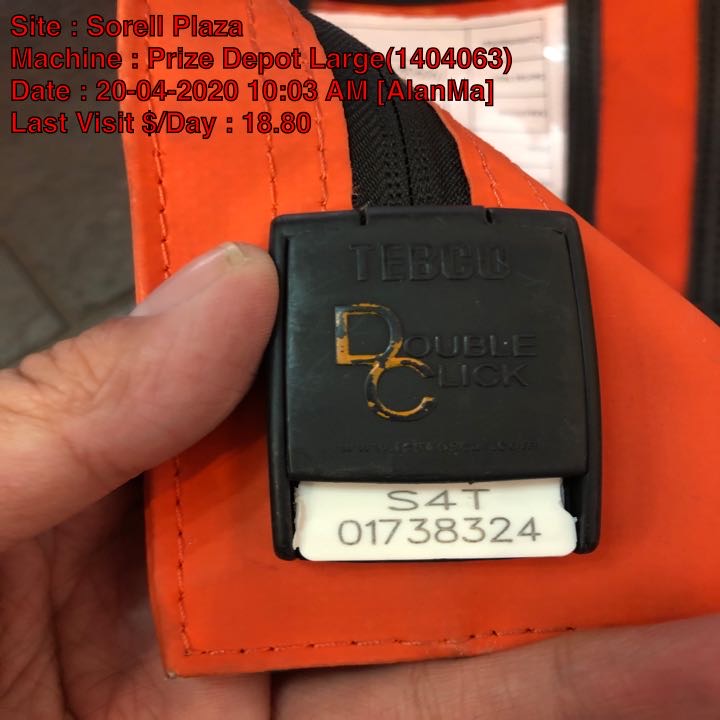 Site : Sorell Plaza
Machine : Prize Depot Large(1404063)
Date : 20-04-2020 10:03 AM [AlanMa]
Last Visit $/Day : 18.80
TEBCO
DOUBLE
CLICK
S4T
01738324